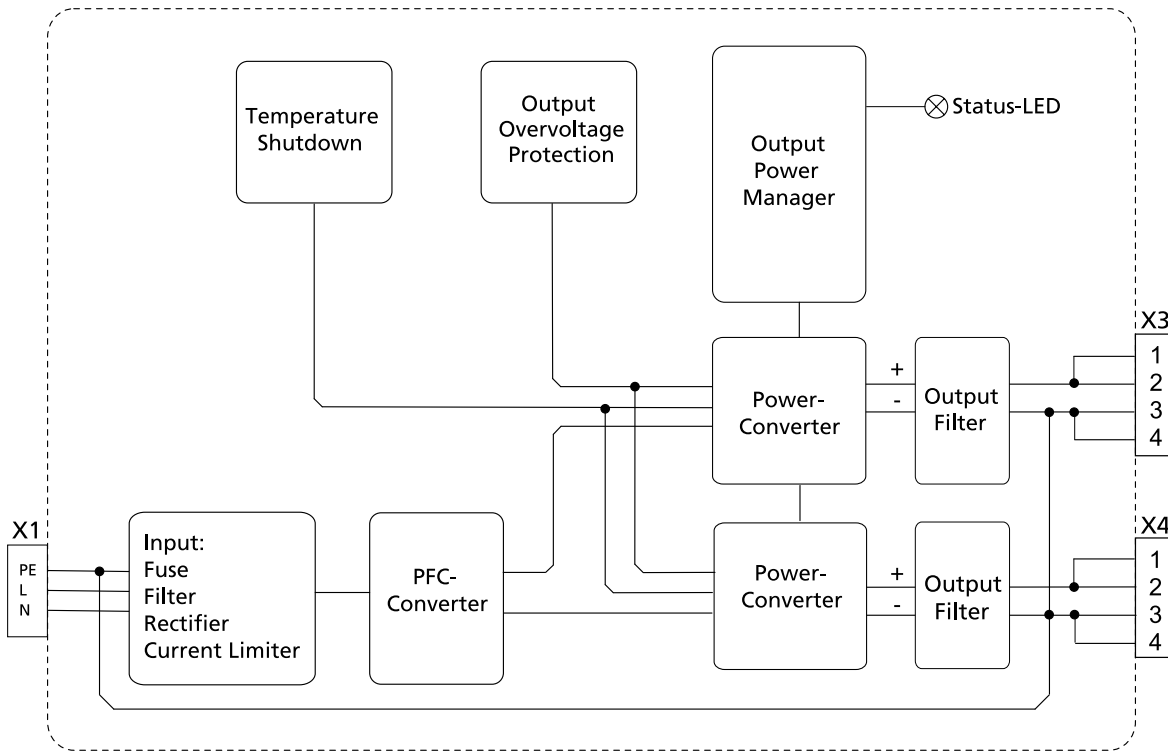 Temperature
Shutdown
Output
Overvoltage
Protection
Output
Power
Manager
Status-LED
X3
1
2
3
4
Power-
Converter
+
-
Output
Filter
X1
PE
L
N
Input:
Fuse
Filter
Rectifier
Current Limiter
PFC-
Converter
Power-
Converter
+
-
Output
Filter
X4
1
2
3
4